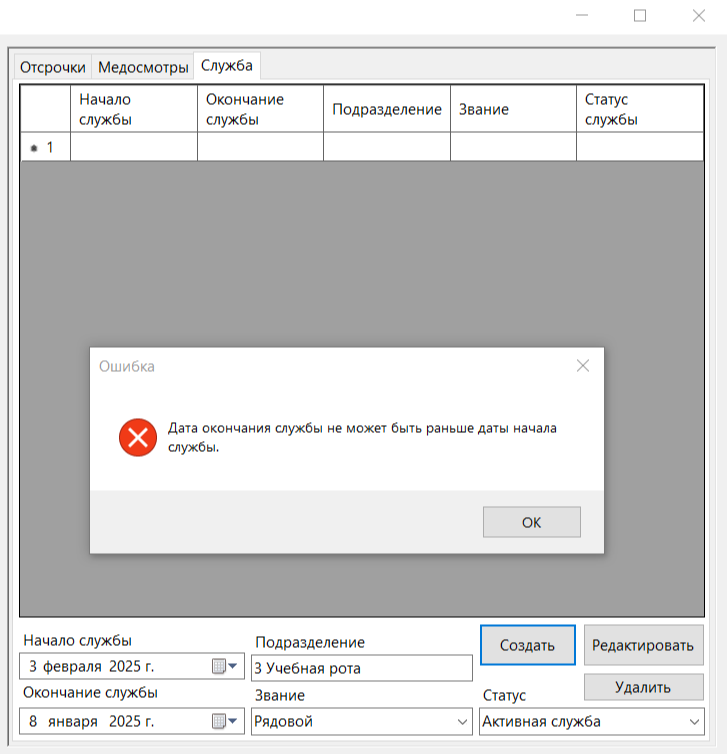 Отсрочки Медосмотры Служба
Начало службы Окончание службы Подразделение Звание Статус службы
1
Ошибка
Дата окончания службы не может быть раньше даты начала
службы.
ОК
Начало службы
3 февраля 2025 г.
Окончание службы
8 января 2025 г.
Подразделение
3 Учебная рота
Звание
Рядовой
Создать Редактировать
Удалить
Статус
Активная служба